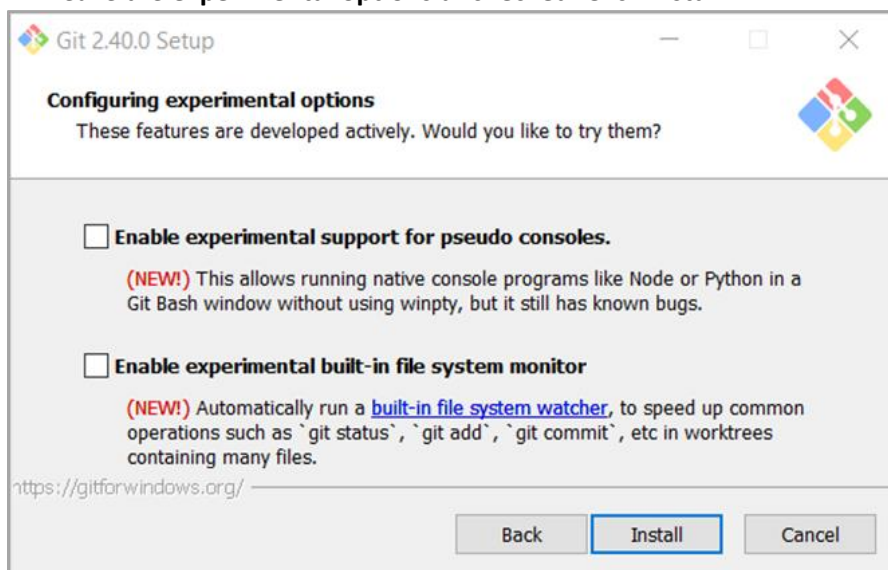 Git 2.40.0 Setup
Configuring experimental options
These features are developed actively. Would you like to try them?
Enable experimental support for pseudo consoles.
(NEW!) This allows running native console programs like Node or Python in a
Git Bash window without using winpty, but it still has known bugs.
Enable experimental built-in file system monitor
(NEW!) Automatically run a built-in file system watcher, to speed up common
operations such as `git status`, `git add`, `git commit`, etc in worktrees
containing many files.
https://gitforwindows.org/
Back Install Cancel